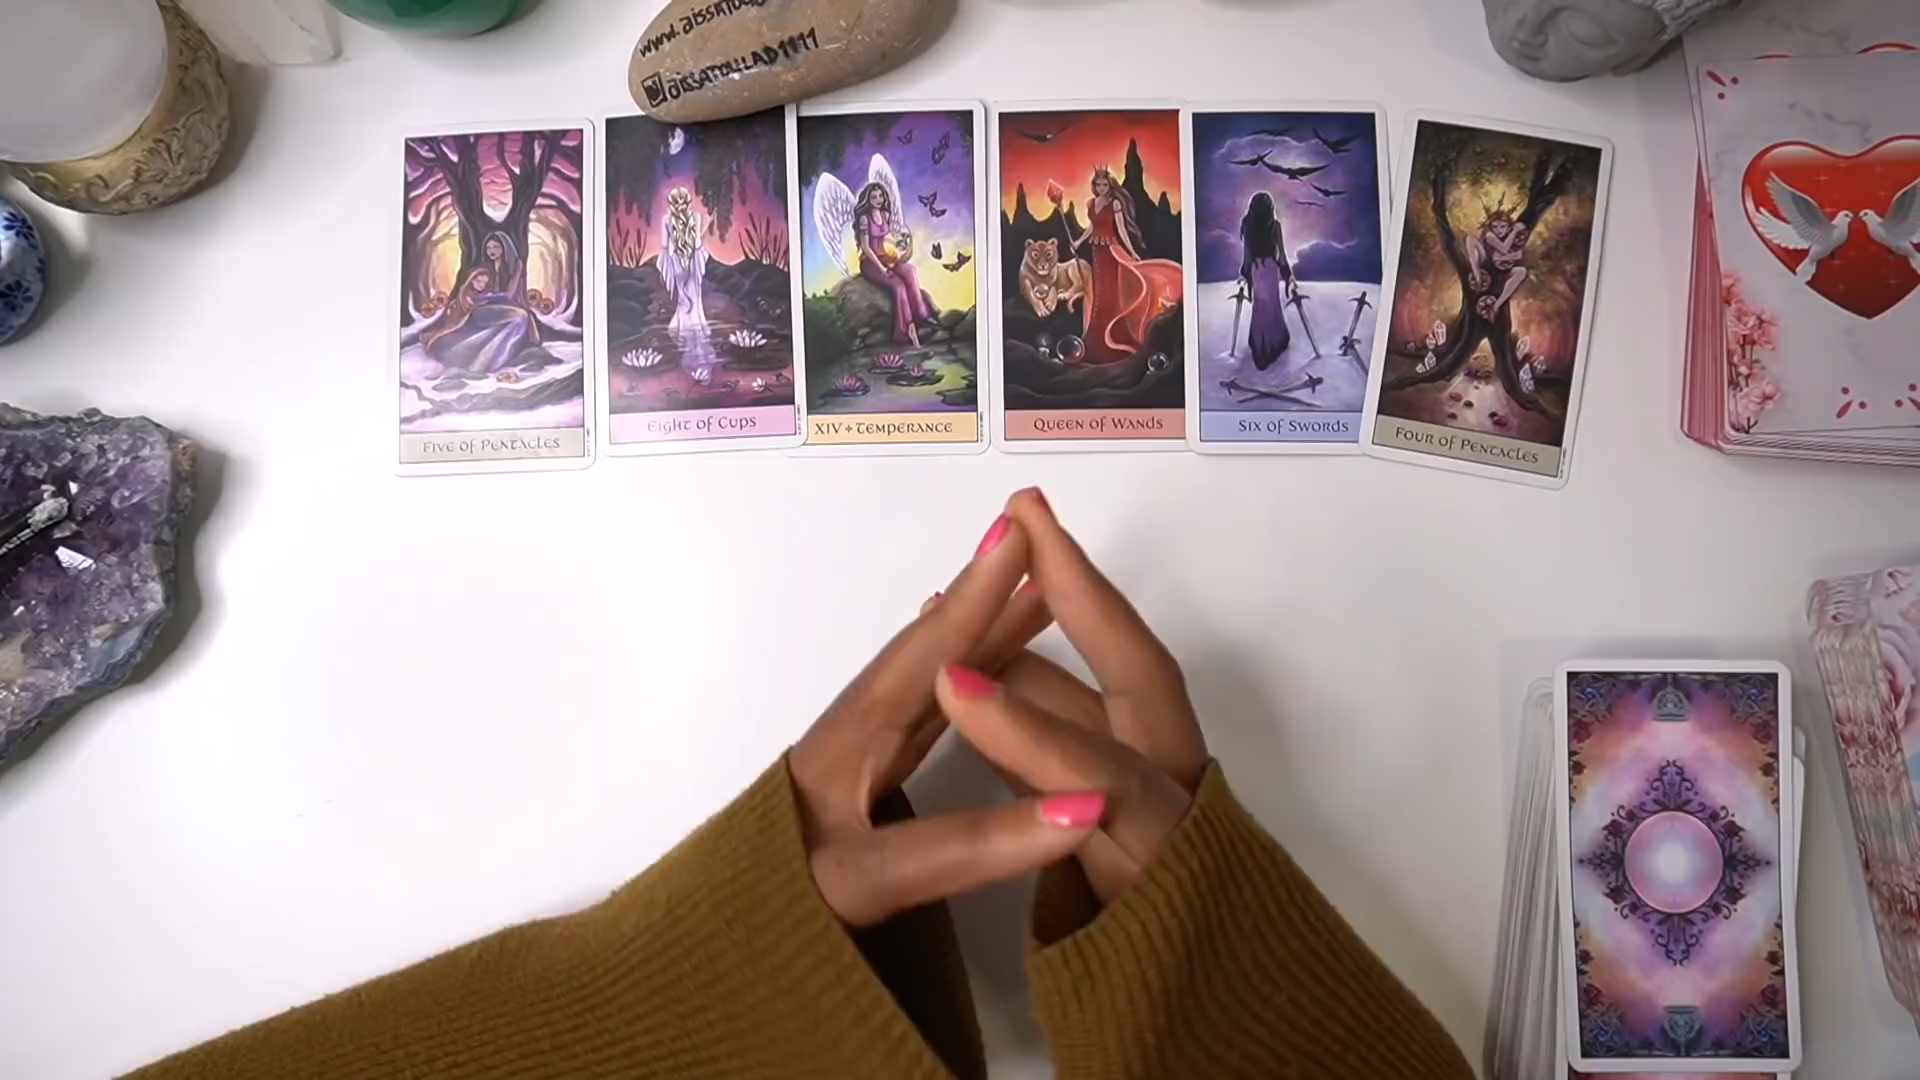 www.aissatou
aissatoulad1111
Five of Pentacles
Eight of Cups
XIV + Temperance
Queen of Wands
Six of Swords
Four of Pentacles